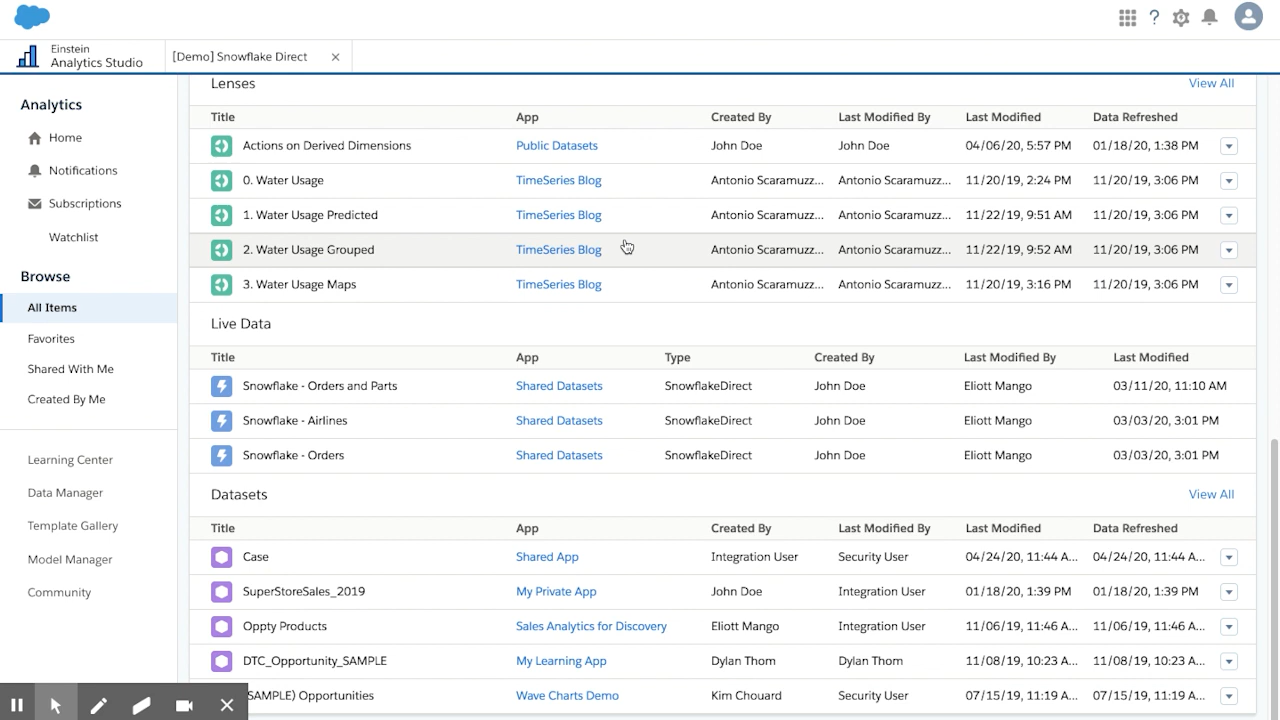 Einstein
Analytics Studio
[Demo] Snowflake Direct
Analytics
Home
Notifications
Subscriptions
Watchlist
Browse
All Items
Favorites
Shared With Me
Created By Me
Learning Center
Data Manager
Template Gallery
Model Manager
Community
Lenses View All
Title App Created By Last Modified By Last Modified Data Refreshed
Actions on Derived Dimensions Public Datasets John Doe John Doe 04/06/20, 5:57 PM 01/18/20, 1:38 PM
0. Water Usage TimeSeries Blog Antonio Scaramuzz... Antonio Scaramuzz... 11/20/19, 2:24 PM 11/20/19, 3:06 PM
1. Water Usage Predicted TimeSeries Blog Antonio Scaramuzz... Antonio Scaramuzz... 11/22/19, 9:51 AM 11/20/19, 3:06 PM
2. Water Usage Grouped TimeSeries Blog Antonio Scaramuzz... Antonio Scaramuzz... 11/22/19, 9:52 AM 11/20/19, 3:06 PM
3. Water Usage Maps TimeSeries Blog Antonio Scaramuzz... Antonio Scaramuzz... 11/20/19, 3:16 PM 11/20/19, 3:06 PM
Live Data
Title App Type Created By Last Modified By Last Modified
Snowflake - Orders and Parts Shared Datasets SnowflakeDirect John Doe Eliott Mango 03/11/20, 11:10 AM
Snowflake - Airlines Shared Datasets SnowflakeDirect John Doe Eliott Mango 03/03/20, 3:01 PM
Snowflake - Orders Shared Datasets SnowflakeDirect John Doe Eliott Mango 03/03/20, 3:01 PM
Datasets View All
Title App Created By Last Modified By Last Modified Data Refreshed
Case Shared App Integration User Security User 04/24/20, 11:44 A... 04/24/20, 11:44 A...
SuperStoreSales_2019 My Private App John Doe Integration User 01/18/20, 1:39 PM 01/18/20, 1:39 PM
Oppty Products Sales Analytics for Discovery Eliott Mango Integration User 11/06/19, 11:46 A... 11/06/19, 11:46 A...
DTC_Opportunity_SAMPLE My Learning App Dylan Thom Dylan Thom 11/08/19, 10:23 A... 11/08/19, 10:23 A...
SAMPLE) Opportunities Wave Charts Demo Kim Chouard Security User 07/15/19, 11:19 A... 07/15/19, 11:19 A...